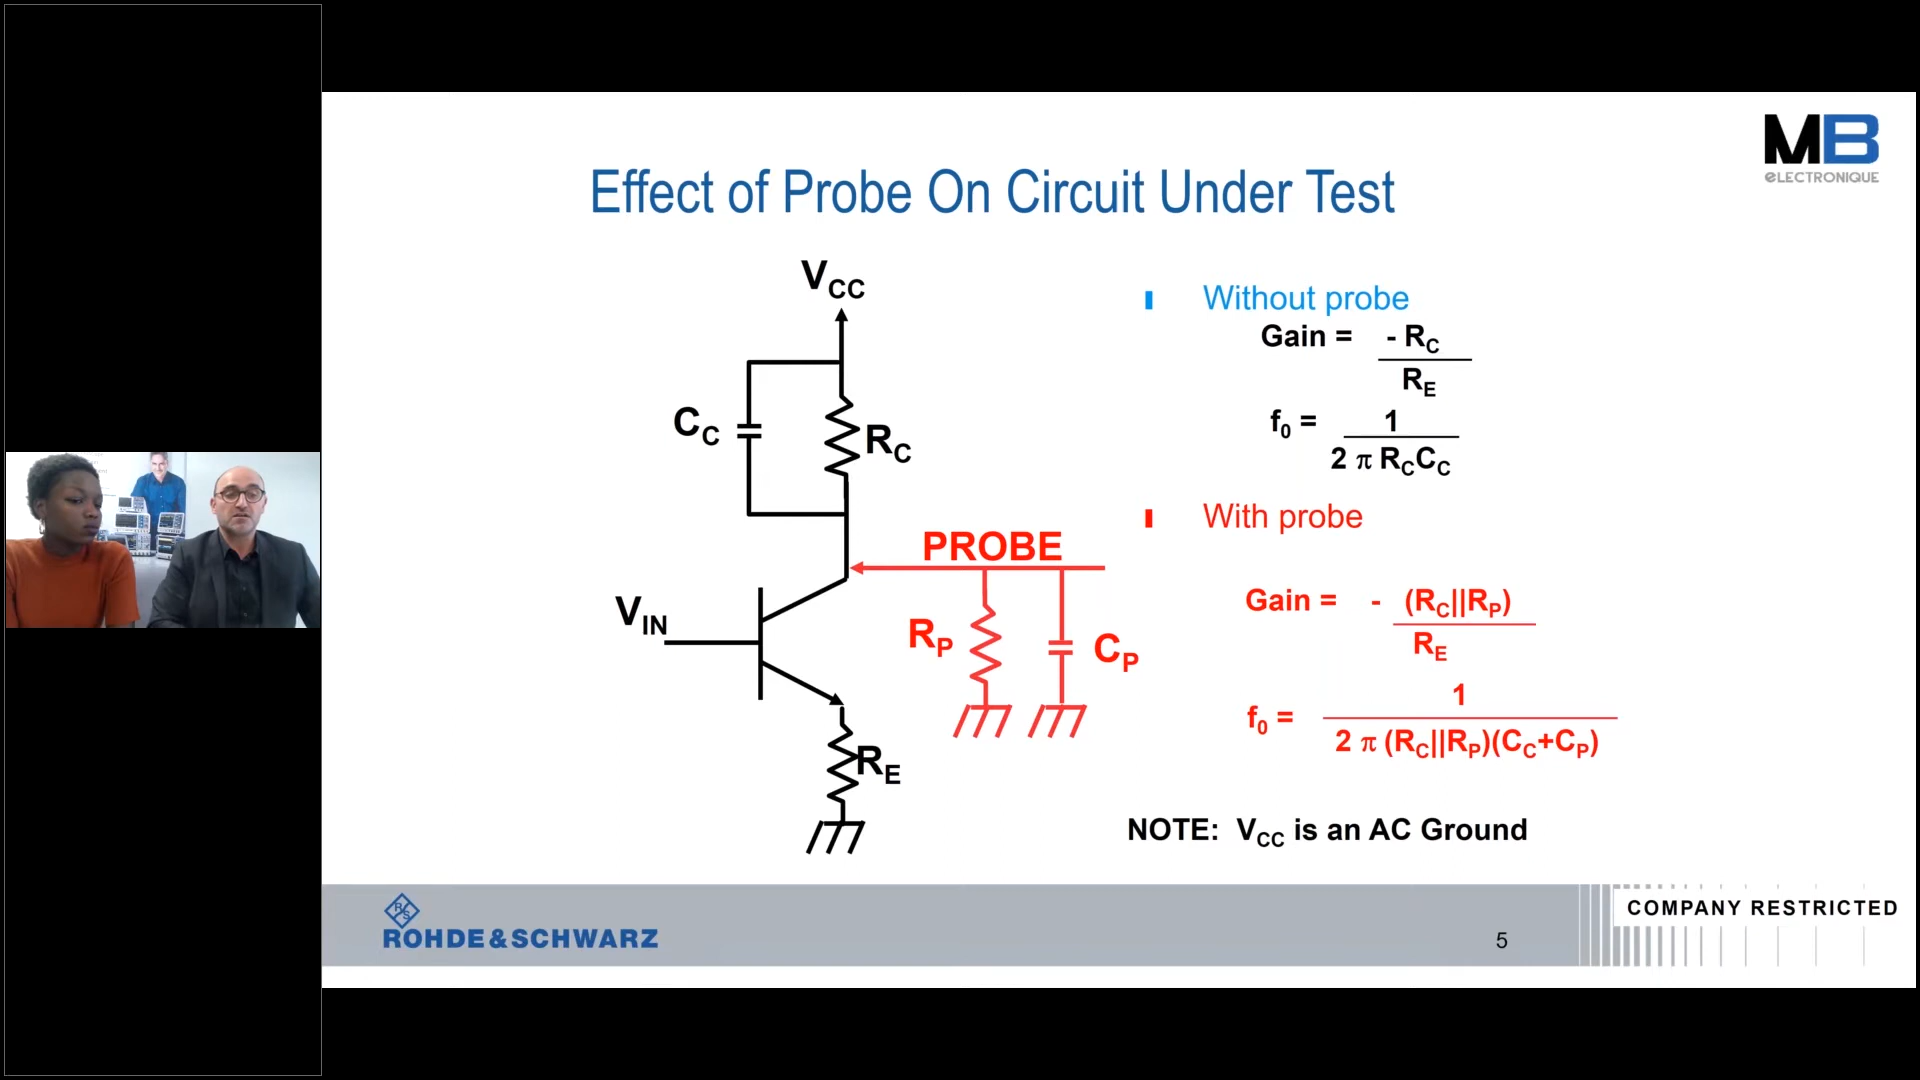 MB
eLECTRONIQUE
Effect of Probe On Circuit Under Test
VCC
CC
RC
VIN
RE
PROBE
RP
CP
Without probe
Gain = - RC
RE
f0 = 1
2 π RCCC
With probe
Gain = - (RC||RP)
RE
f0 = 1
2 π (RC||RP)(CC+CP)
NOTE: VCC is an AC Ground
R S
ROHDE & SCHWARZ
5
COMPANY RESTRICTED